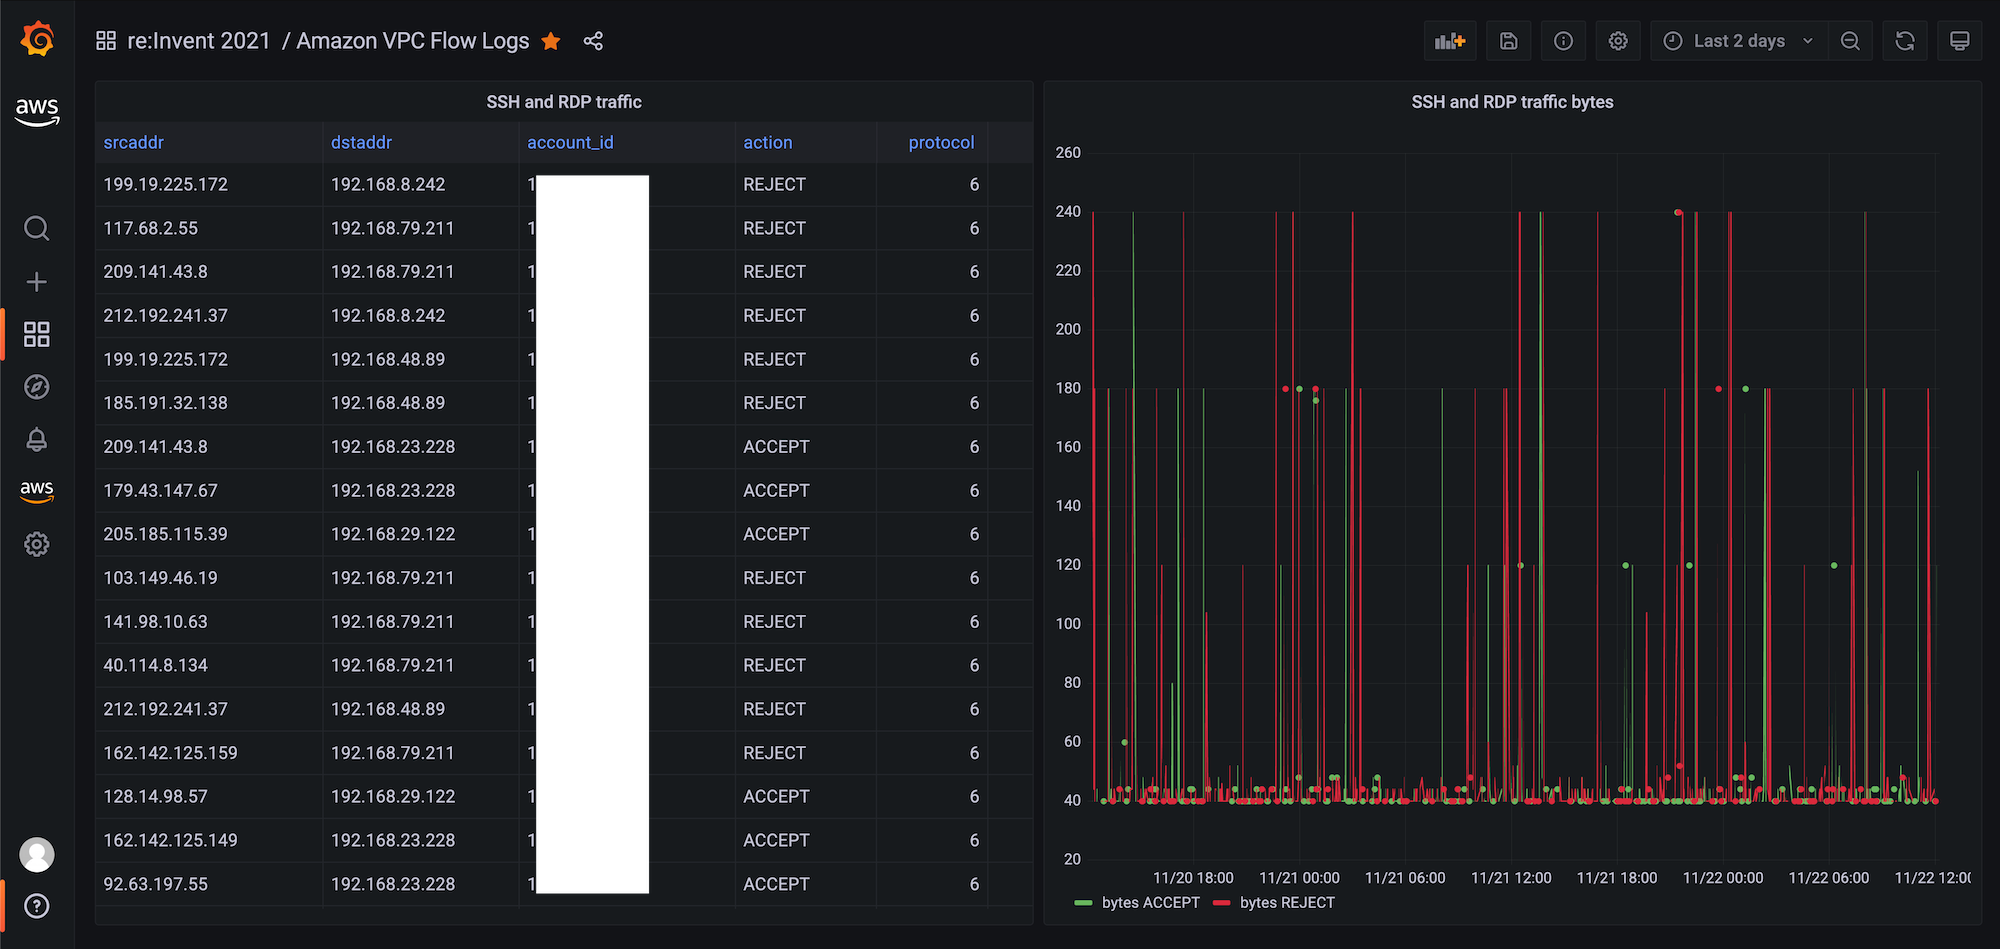 re:Invent 2021 / Amazon VPC Flow Logs
Last 2 days
aws
aws
SSH and RDP traffic
srcaddr dstaddr account_id action protocol
199.19.225.172 192.168.8.242 1 REJECT 6
117.68.2.55 192.168.79.211 1 REJECT 6
209.141.43.8 192.168.79.211 1 REJECT 6
212.192.241.37 192.168.8.242 1 REJECT 6
199.19.225.172 192.168.48.89 1 REJECT 6
185.191.32.138 192.168.48.89 1 REJECT 6
209.141.43.8 192.168.23.228 1 ACCEPT 6
179.43.147.67 192.168.23.228 1 ACCEPT 6
205.185.115.39 192.168.29.122 1 ACCEPT 6
103.149.46.19 192.168.79.211 1 REJECT 6
141.98.10.63 192.168.79.211 1 REJECT 6
40.114.8.134 192.168.79.211 1 REJECT 6
212.192.241.37 192.168.48.89 1 REJECT 6
162.142.125.159 192.168.79.211 1 REJECT 6
128.14.98.57 192.168.29.122 1 ACCEPT 6
162.142.125.149 192.168.23.228 1 ACCEPT 6
92.63.197.55 192.168.23.228 1 ACCEPT 6
SSH and RDP traffic bytes
260
240
220
200
180
160
140
120
100
80
60
40
20
11/20 18:00 11/21 00:00 11/21 06:00 11/21 12:00 11/21 18:00 11/22 00:00 11/22 06:00 11/22 12:00
bytes ACCEPT bytes REJECT